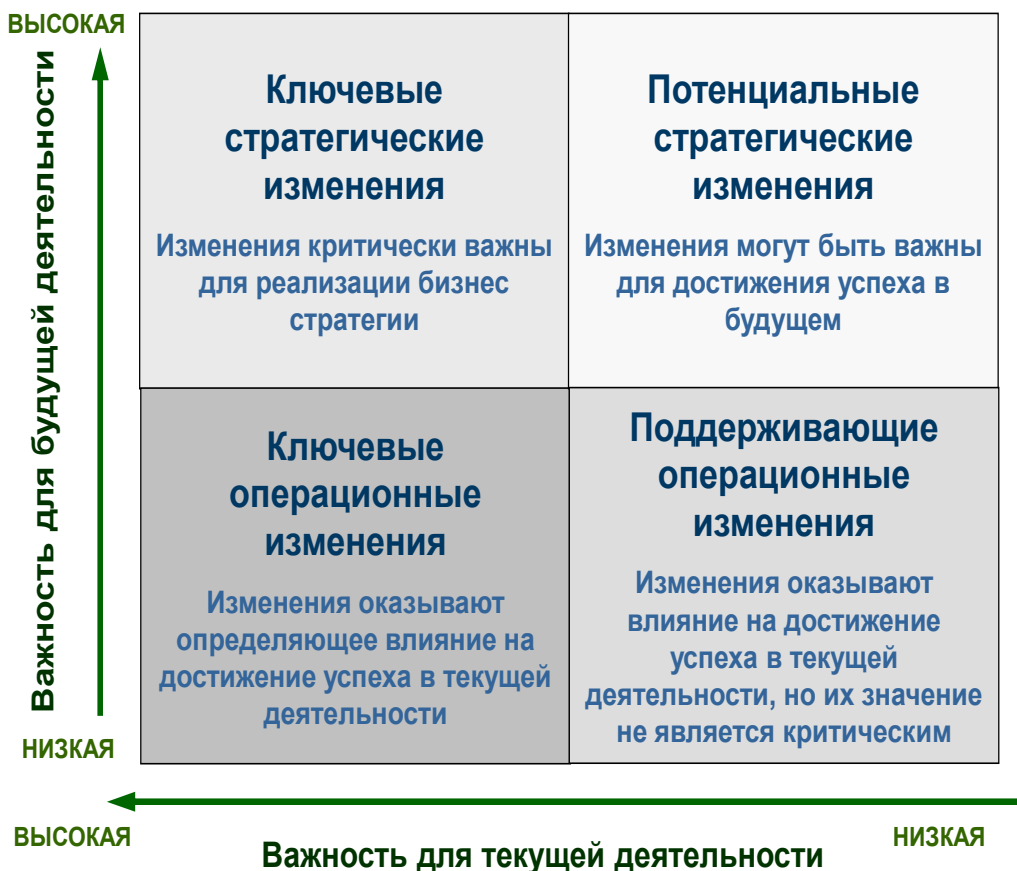 ВЫСОКАЯ
Важность для будущей деятельности
НИЗКАЯ
Ключевые
стратегические
изменения
Изменения критически важны
для реализации бизнес
стратегии
Потенциальные
стратегические
изменения
Изменения могут быть важны
для достижения успеха в
будущем
Ключевые
операционные
изменения
Изменения оказывают
определяющее влияние на
достижение успеха в текущей
деятельности
Поддерживающие
операционные
изменения
Изменения оказывают
влияние на достижение
успеха в текущей
деятельности, но их значение
не является критическим
ВЫСОКАЯ
НИЗКАЯ
Важность для текущей деятельности